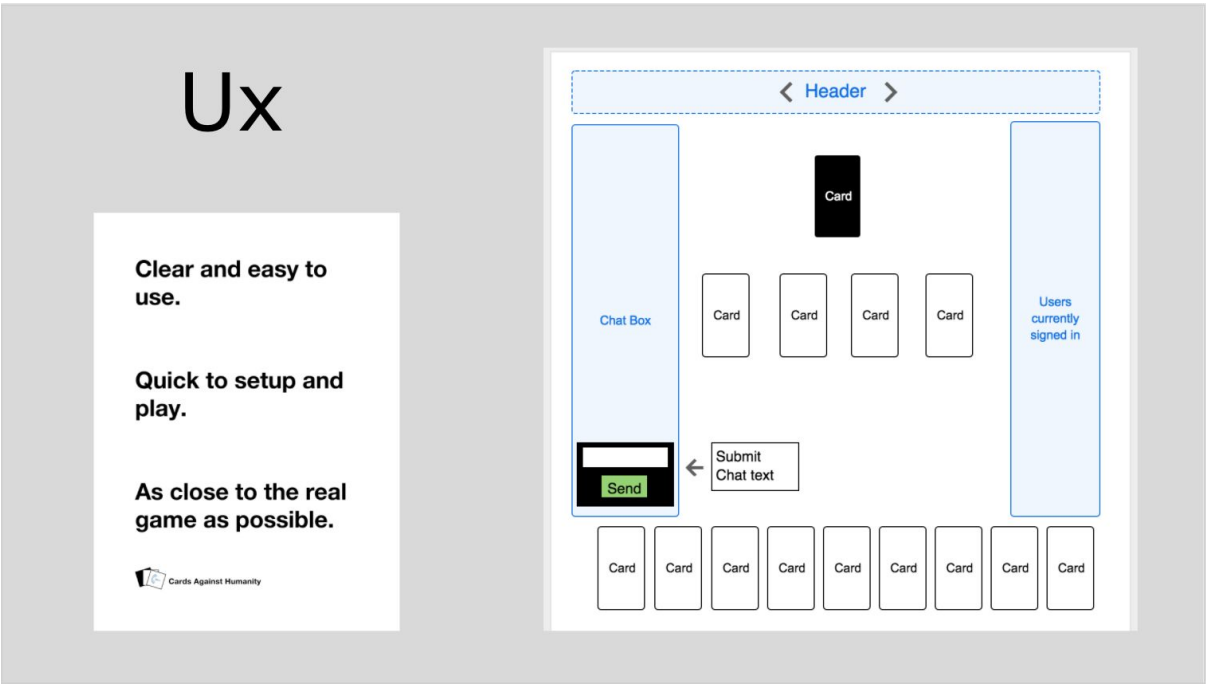 Ux
Clear and easy to
use.
Quick to setup and
play.
As close to the real
game as possible.
Cards Against Humanity
Header
Card
Chat Box
Card
Card
Card
Card
Users
currently
signed in
Submit
Chat text
Send
Card
Card
Card
Card
Card
Card
Card
Card
Card